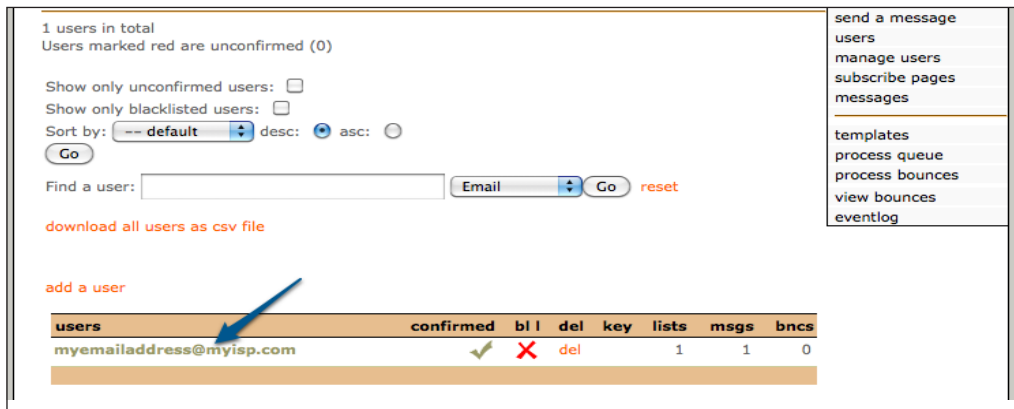 1 users in total
Users marked red are unconfirmed (0)
Show only unconfirmed users:
Show only blacklisted users:
Sort by: -- default desc: asc:
Go
Find a user: Email Go reset
download all users as csv file
add a user
users confirmed bl l del key lists msgs bncs
myemailaddress@myisp.com del 1 1 0
send a message
users
manage users
subscribe pages
messages
templates
process queue
process bounces
view bounces
eventlog